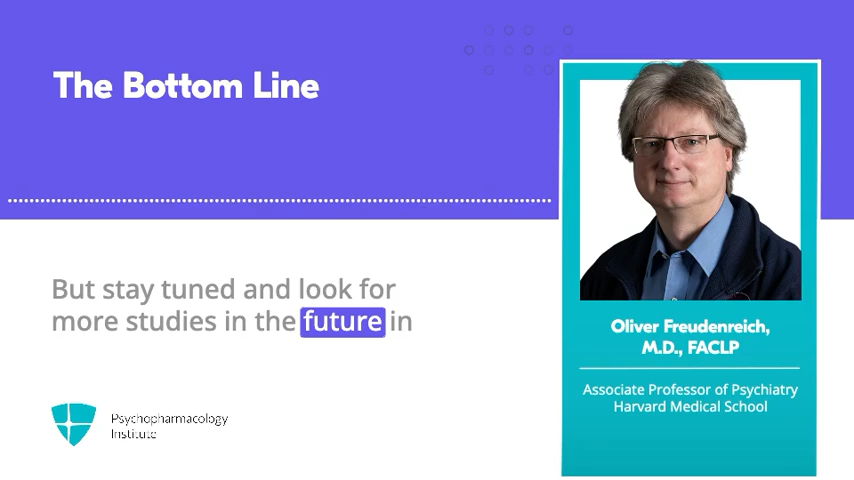 The Bottom Line
But stay tuned and look for
more studies in the future in
Psychopharmacology
Institute
Oliver Freudenreich,
M.D., FACLP
Associate Professor of Psychiatry
Harvard Medical School